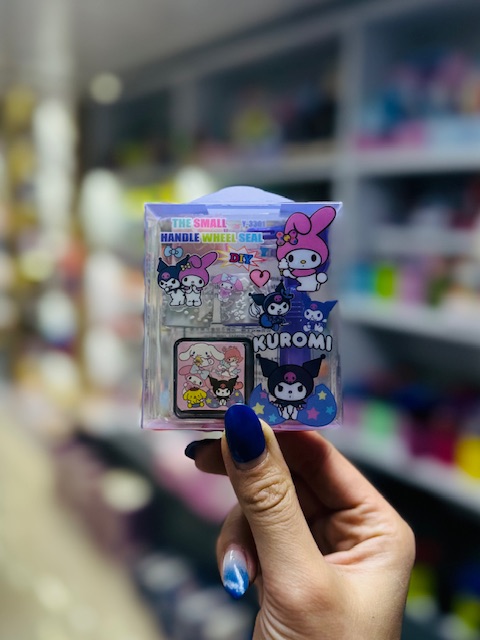 THE SMALL
HANDLE WHEEL SEAL
DIY
KUROMI